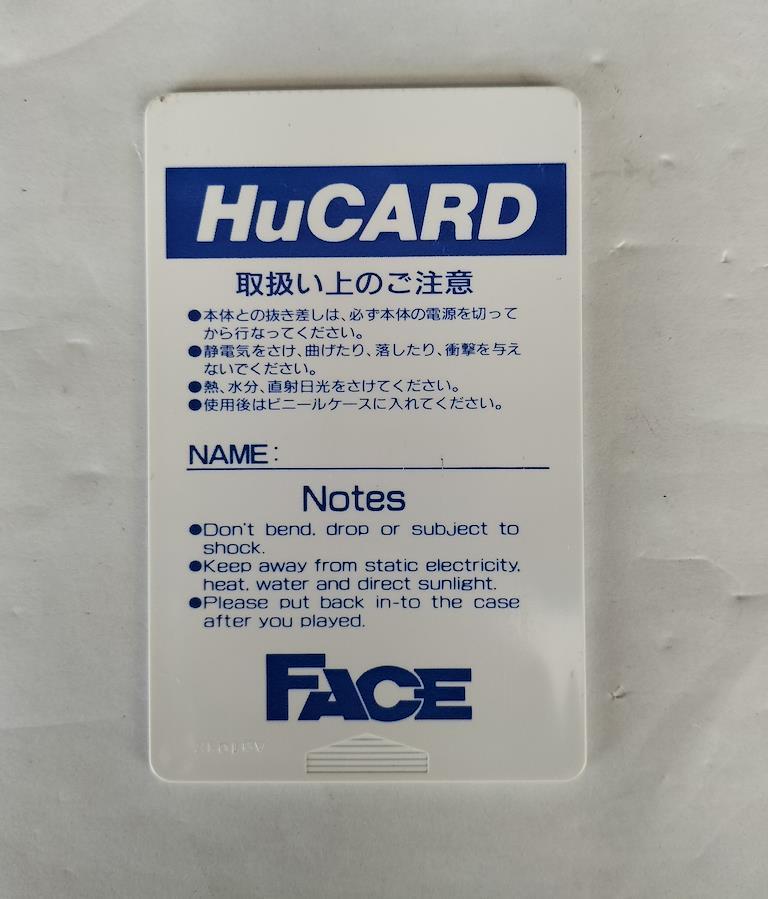 HuCARD
取扱い上のご注意
●本体との抜き差しは、必ず本体の電源を切って
から行なってください。
●静電気をさけ、曲げたり、落したり、衝撃を与え
ないでください。
●熱、水分、直射日光をさけてください。
●使用後はビニールケースに入れてください。
NAME:
Notes
●Don't bend, drop or subject to
shock.
●Keep away from static electricity,
heat, water and direct sunlight.
●Please put back in-to the case
after you played.
FACE